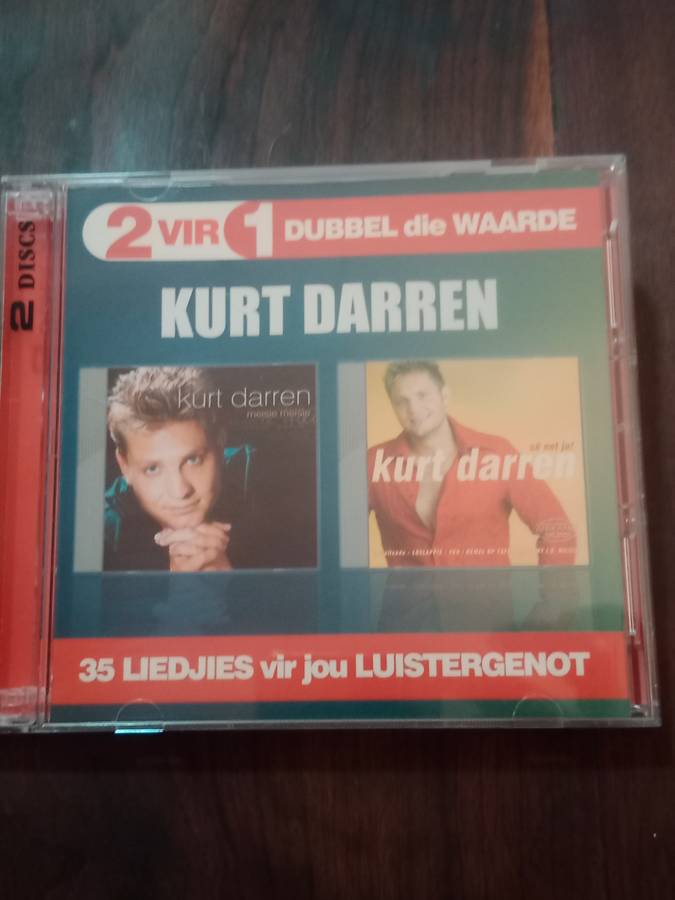 2 DISCS
2 VIR 1 DUBBEL die WAARDE
KURT DARREN
kurt darren
meisie meisie
sê net ja!
kurt darren
LOSLAPPIE
35 LIEDJIES vir jou LUISTERGENOT